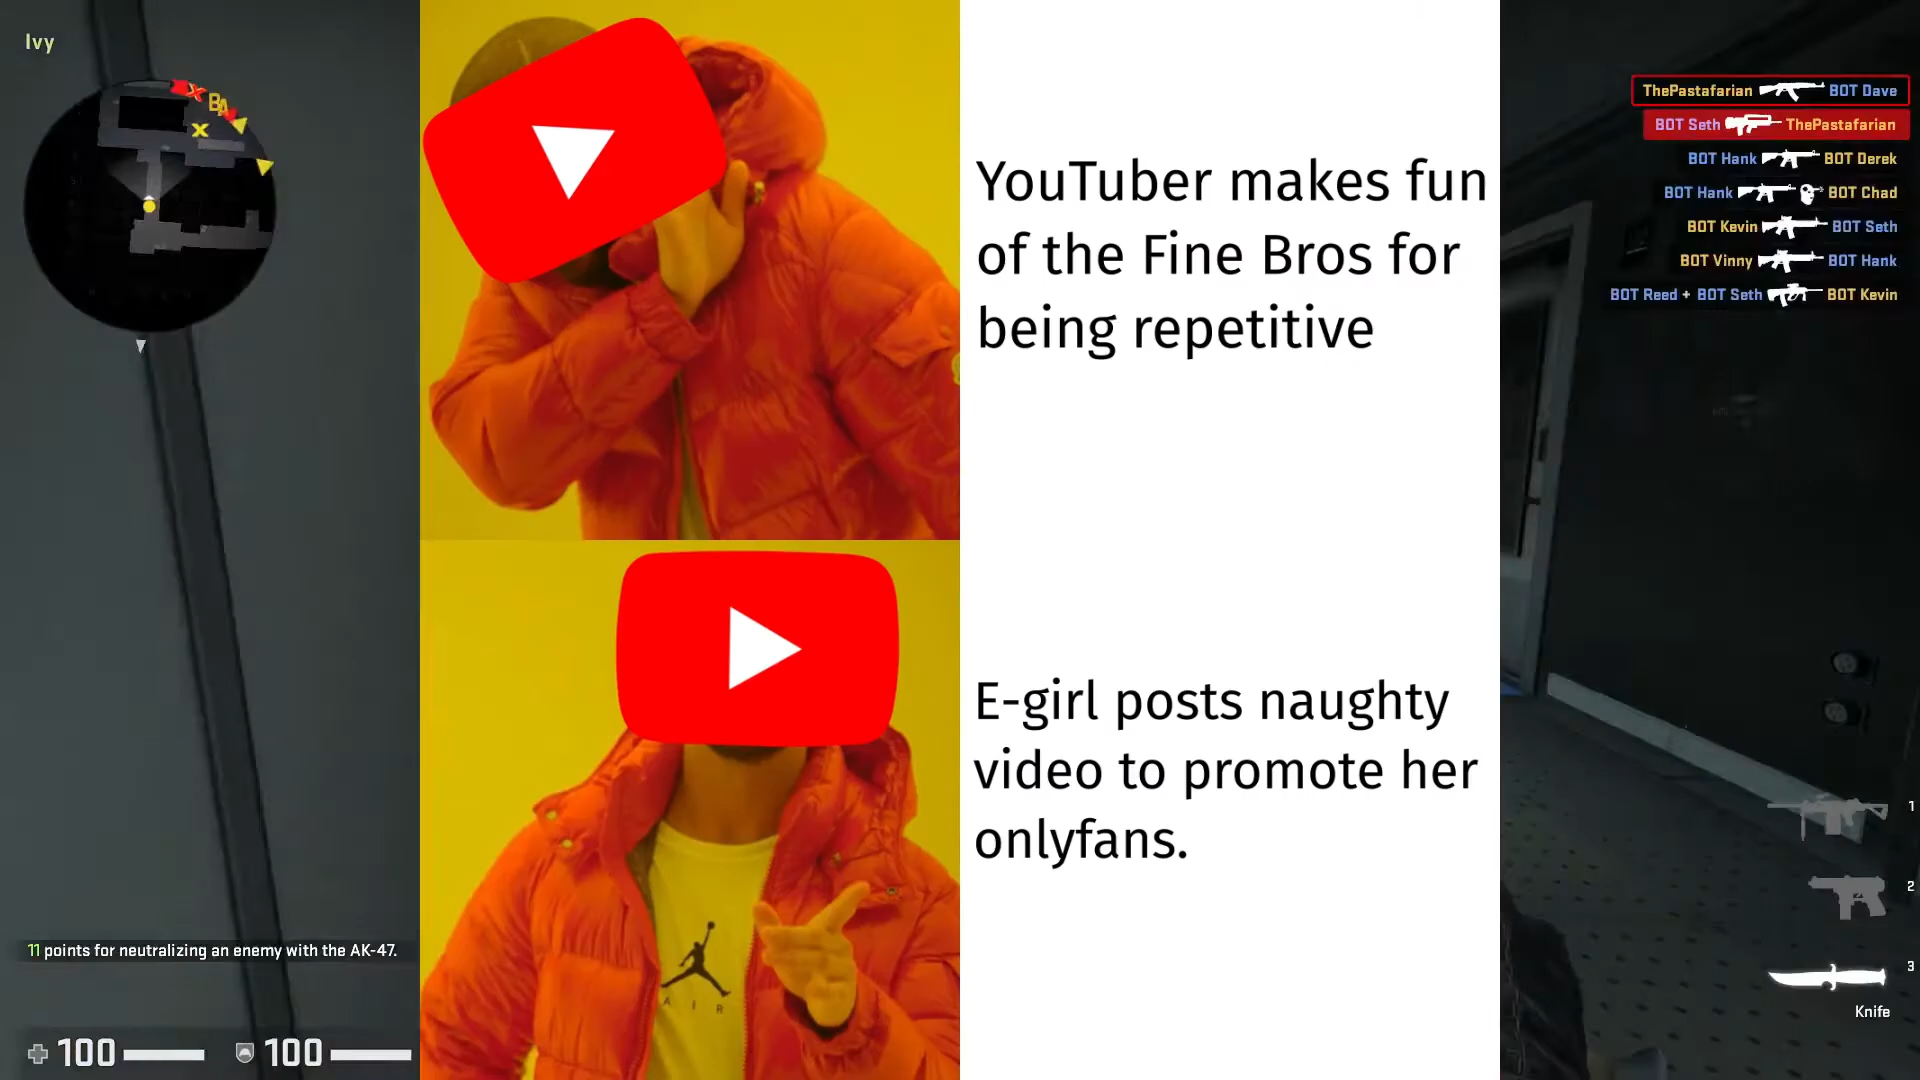 Ivy
B
A
YouTuber makes fun
of the Fine Bros for
being repetitive
E-girl posts naughty
video to promote her
onlyfans.
AIR
ThePastafarian BOT Dave
BOT Seth ThePastafarian
BOT Hank BOT Derek
BOT Hank BOT Chad
BOT Kevin BOT Seth
BOT Vinny BOT Hank
BOT Reed + BOT Seth BOT Kevin
11 points for neutralizing an enemy with the AK-47.
100 100
1
2
3
Knife